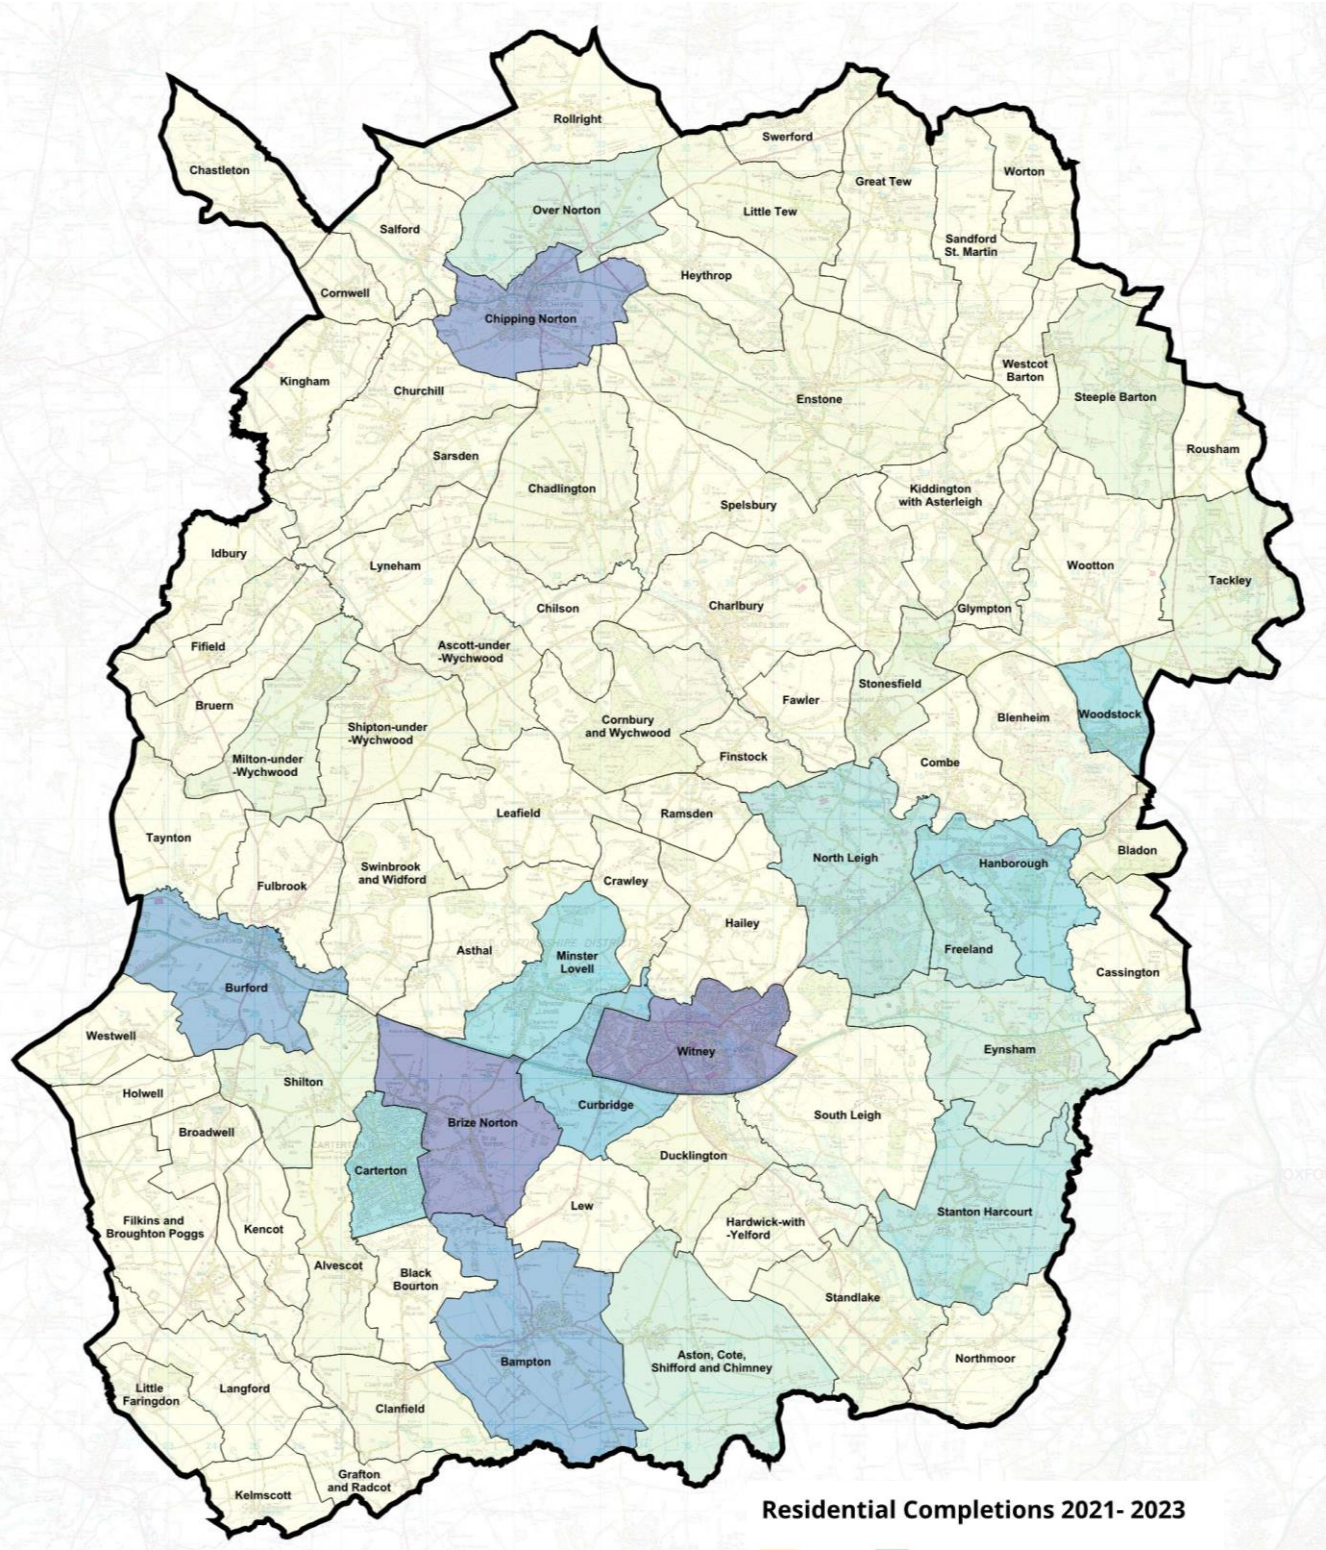 Rollright
Swerford
Chastleton
Worton
Great Tew
Over Norton
Little Tew
Salford
Sandford
St. Martin
Heythrop
Cornwell
Chipping Norton
Westcot
Barton
Kingham
Churchill
Enstone
Steeple Barton
Rousham
Sarsden
Chadlington
Kiddington
with Asterleigh
Spelsbury
Idbury
Lyneham
Wootton
Tackley
Chilson
Charlbury
Glympton
Fifield
Ascott-under
-Wychwood
Stonesfield
Fawler
Bruern
Cornbury
and Wychwood
Blenheim
Woodstock
Shipton-under
-Wychwood
Finstock
Combe
Milton-under
-Wychwood
Leafield
Ramsden
Taynton
Bladon
North Leigh
Hanborough
Swinbrook
and Widford
Fulbrook
Crawley
Hailey
Asthal
Freeland
Minster
Lovell
Cassington
Burford
Westwell
Witney
Eynsham
Shilton
Holwell
Curbridge
South Leigh
Brize Norton
Broadwell
Ducklington
Carterton
Lew
Stanton Harcourt
Filkins and
Broughton Poggs
Kencot
Hardwick-with
-Yelford
Alvescot
Black
Bourton
Standlake
Aston, Cote,
Shifford and Chimney
Bampton
Northmoor
Little
Faringdon
Langford
Clanfield
Grafton
and Radcot
Kelmscott
Residential Completions 2021- 2023